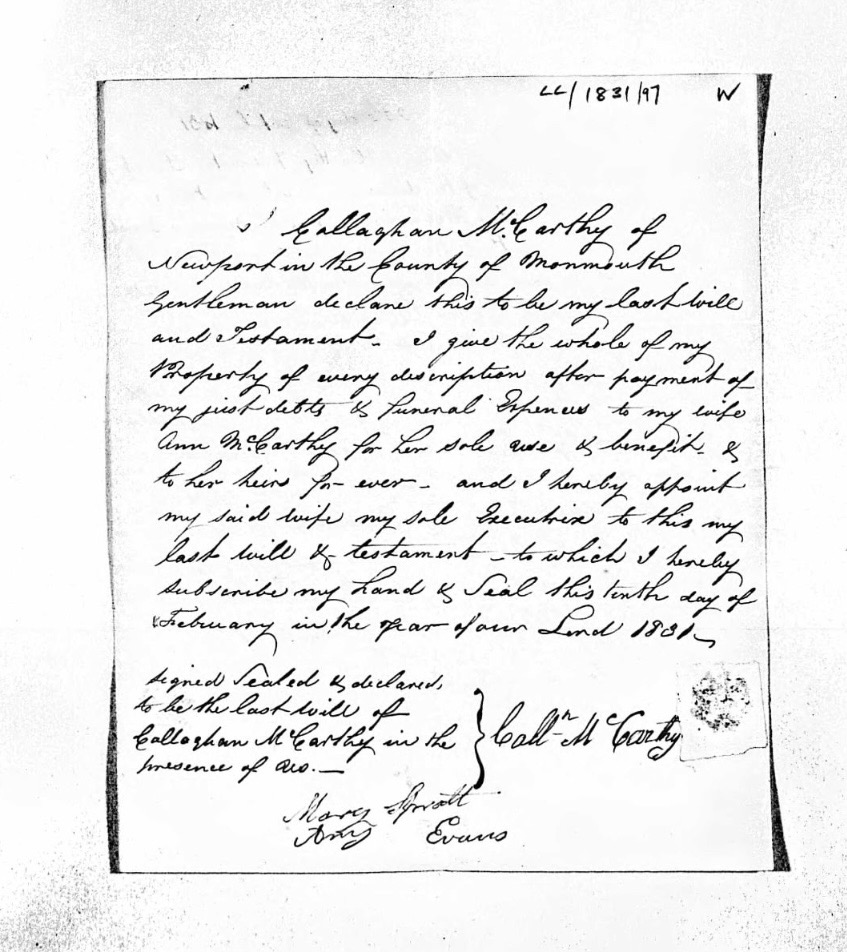 LL/1831/97 W
I Callaghan McCarthy of
Newport in the County of Monmouth
Gentleman declare this to be my last will
and Testament - I give the whole of my
Property of every description after payment of
my just debts & funeral Expences to my wife
Ann McCarthy for her sole use & benefit - &
to her heirs for ever - and I hereby appoint
my said wife my sole Executrix to this my
last will & testament - to which I hereby
subscribe my hand & Seal this tenth day of
February in the year of our Lord 1831
signed Sealed & declared,
to be the last will of
Callaghan McCarthy in the
presence of us. —
Calln McCarthy
Mary
Amy Evans